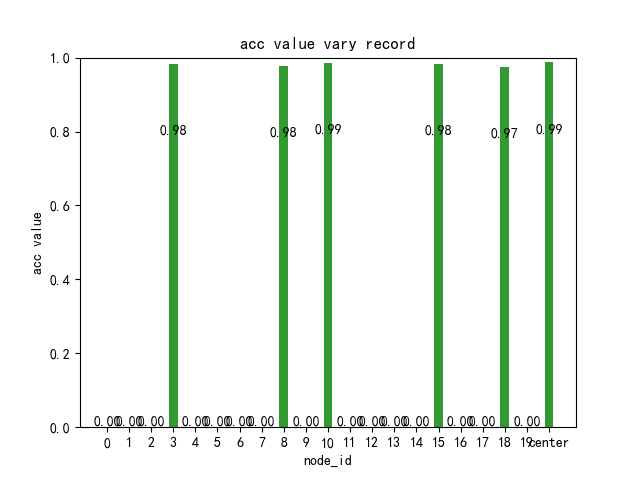 acc value vary record
1.0
0.8
0.6
0.4
0.2
0.0
acc value
0.98 0.98 0.99 0.98 0.97 0.99
0.00 0.00 0.00 0.00 0.00 0.00 0.00 0.00 0.00 0.00 0.00 0.00 0.00 0.00 0.00
0 1 2 3 4 5 6 7 8 9 10 11 12 13 14 15 16 17 18 19 center
node_id